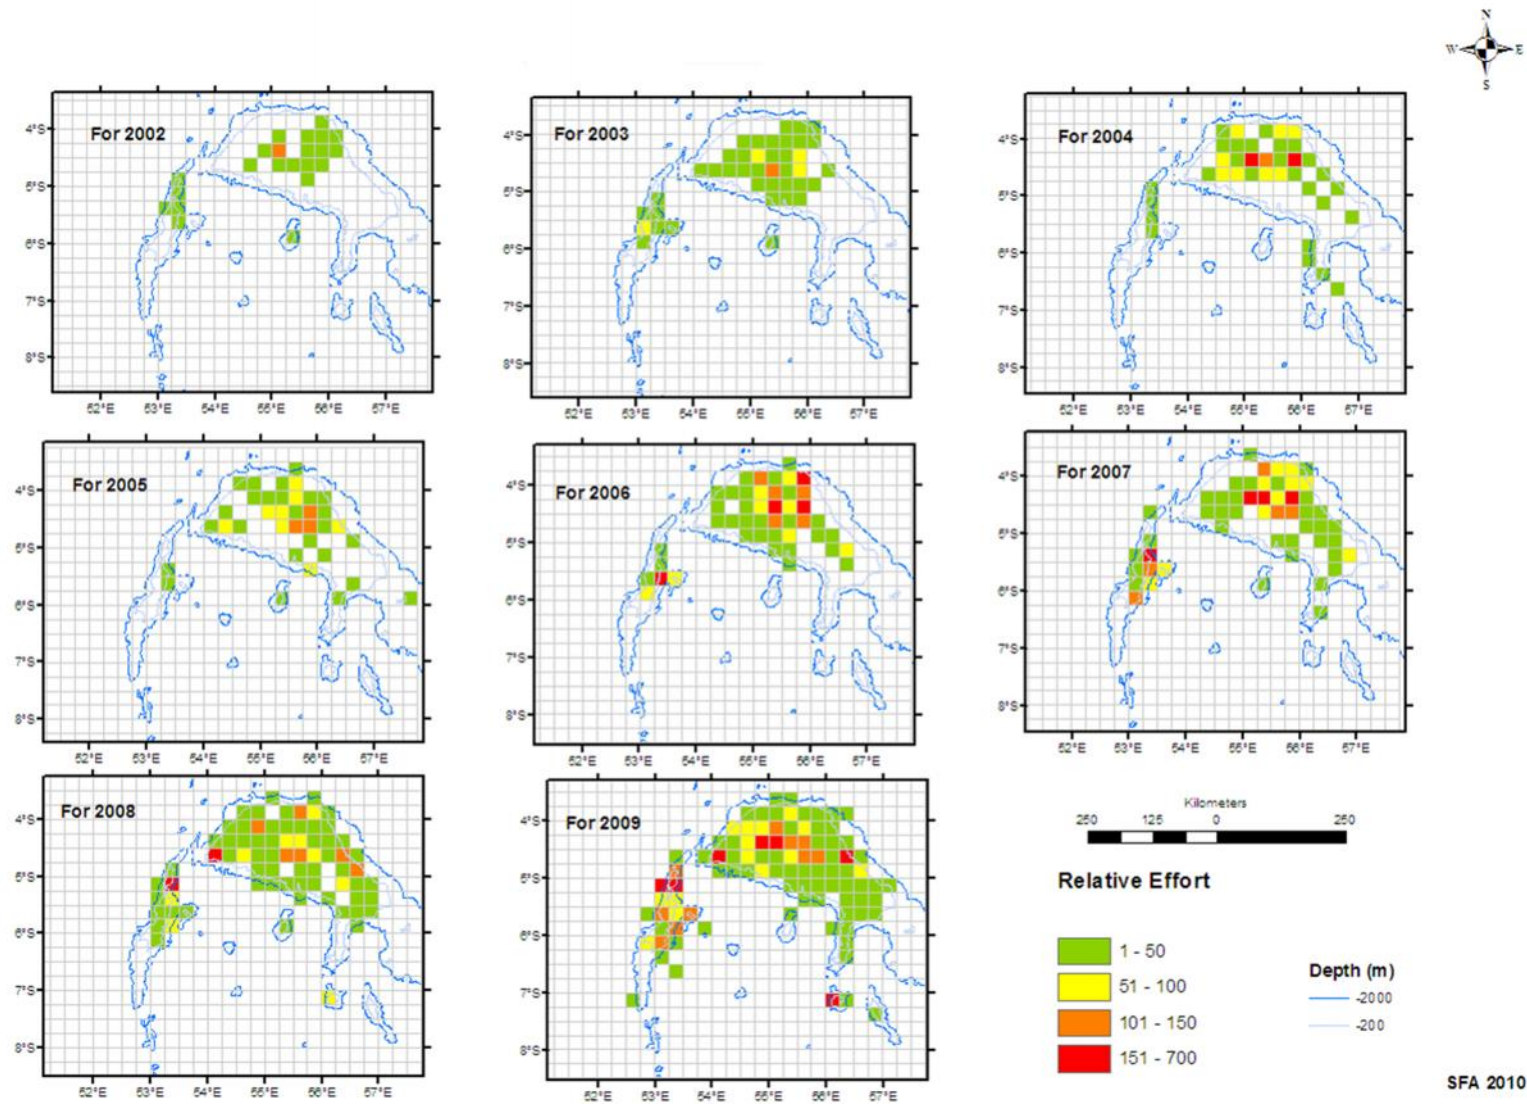 N
W E
S
For 2002
4°S
5°S
6°S
7°S
8°S
52°E 53°E 54°E 55°E 56°E 57°E
For 2003
4°S
5°S
6°S
7°S
8°S
52°E 53°E 54°E 55°E 56°E 57°E
For 2004
4°S
5°S
6°S
7°S
8°S
52°E 53°E 54°E 55°E 56°E 57°E
For 2005
4°S
5°S
6°S
7°S
8°S
52°E 53°E 54°E 55°E 56°E 57°E
For 2006
4°S
5°S
6°S
7°S
8°S
52°E 53°E 54°E 55°E 56°E 57°E
For 2007
4°S
5°S
6°S
7°S
8°S
52°E 53°E 54°E 55°E 56°E 57°E
For 2008
4°S
5°S
6°S
7°S
8°S
52°E 53°E 54°E 55°E 56°E 57°E
For 2009
4°S
5°S
6°S
7°S
8°S
52°E 53°E 54°E 55°E 56°E 57°E
Kilometers
250 125 0 250
Relative Effort
1 - 50
51 - 100
101 - 150
151 - 700
Depth (m)
-2000
-200
SFA 2010